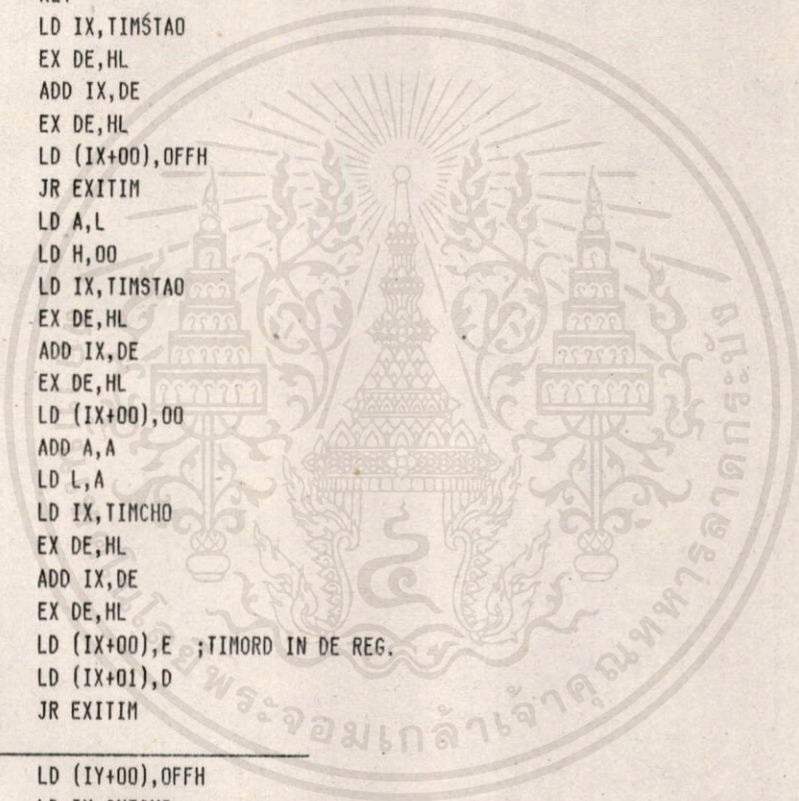 LD IX,TIMSTAO
EX DE,HL
ADD IX,DE
EX DE,HL
LD (IX+00),OFFH
JR EXITIM
LD A,L
LD H,00
LD IX,TIMSTAO
EX DE,HL
ADD IX,DE
EX DE,HL
LD (IX+00),00
ADD A,A
LD L,A
LD IX,TIMCHO
EX DE,HL
ADD IX,DE
EX DE,HL
LD (IX+00),E ;TIMORD IN DE REG.
LD (IX+01),D
JR EXITIM
LD (IY+00),OFFH